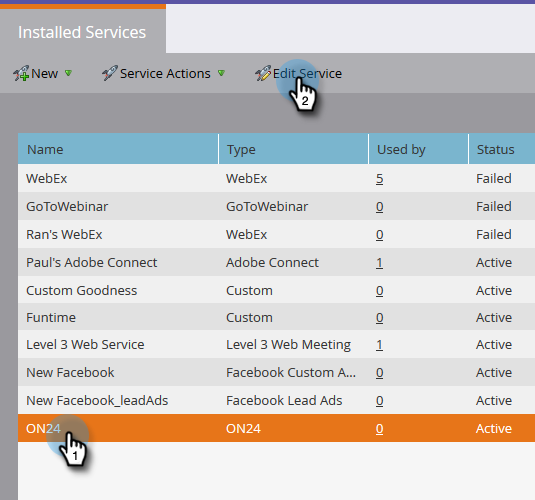 Installed Services
New Service Actions Edit Service
2
Name Type Used by Status
WebEx WebEx 5 Failed
GoToWebinar GoToWebinar 0 Failed
Ran's WebEx WebEx 0 Failed
Paul's Adobe Connect Adobe Connect 1 Active
Custom Goodness Custom 0 Active
Funtime Custom 0 Active
Level 3 Web Service Level 3 Web Meeting 1 Active
New Facebook Facebook Custom A... 0 Active
New Facebook_leadAds Facebook Lead Ads 0 Active
ON24 ON24 0 Active
1